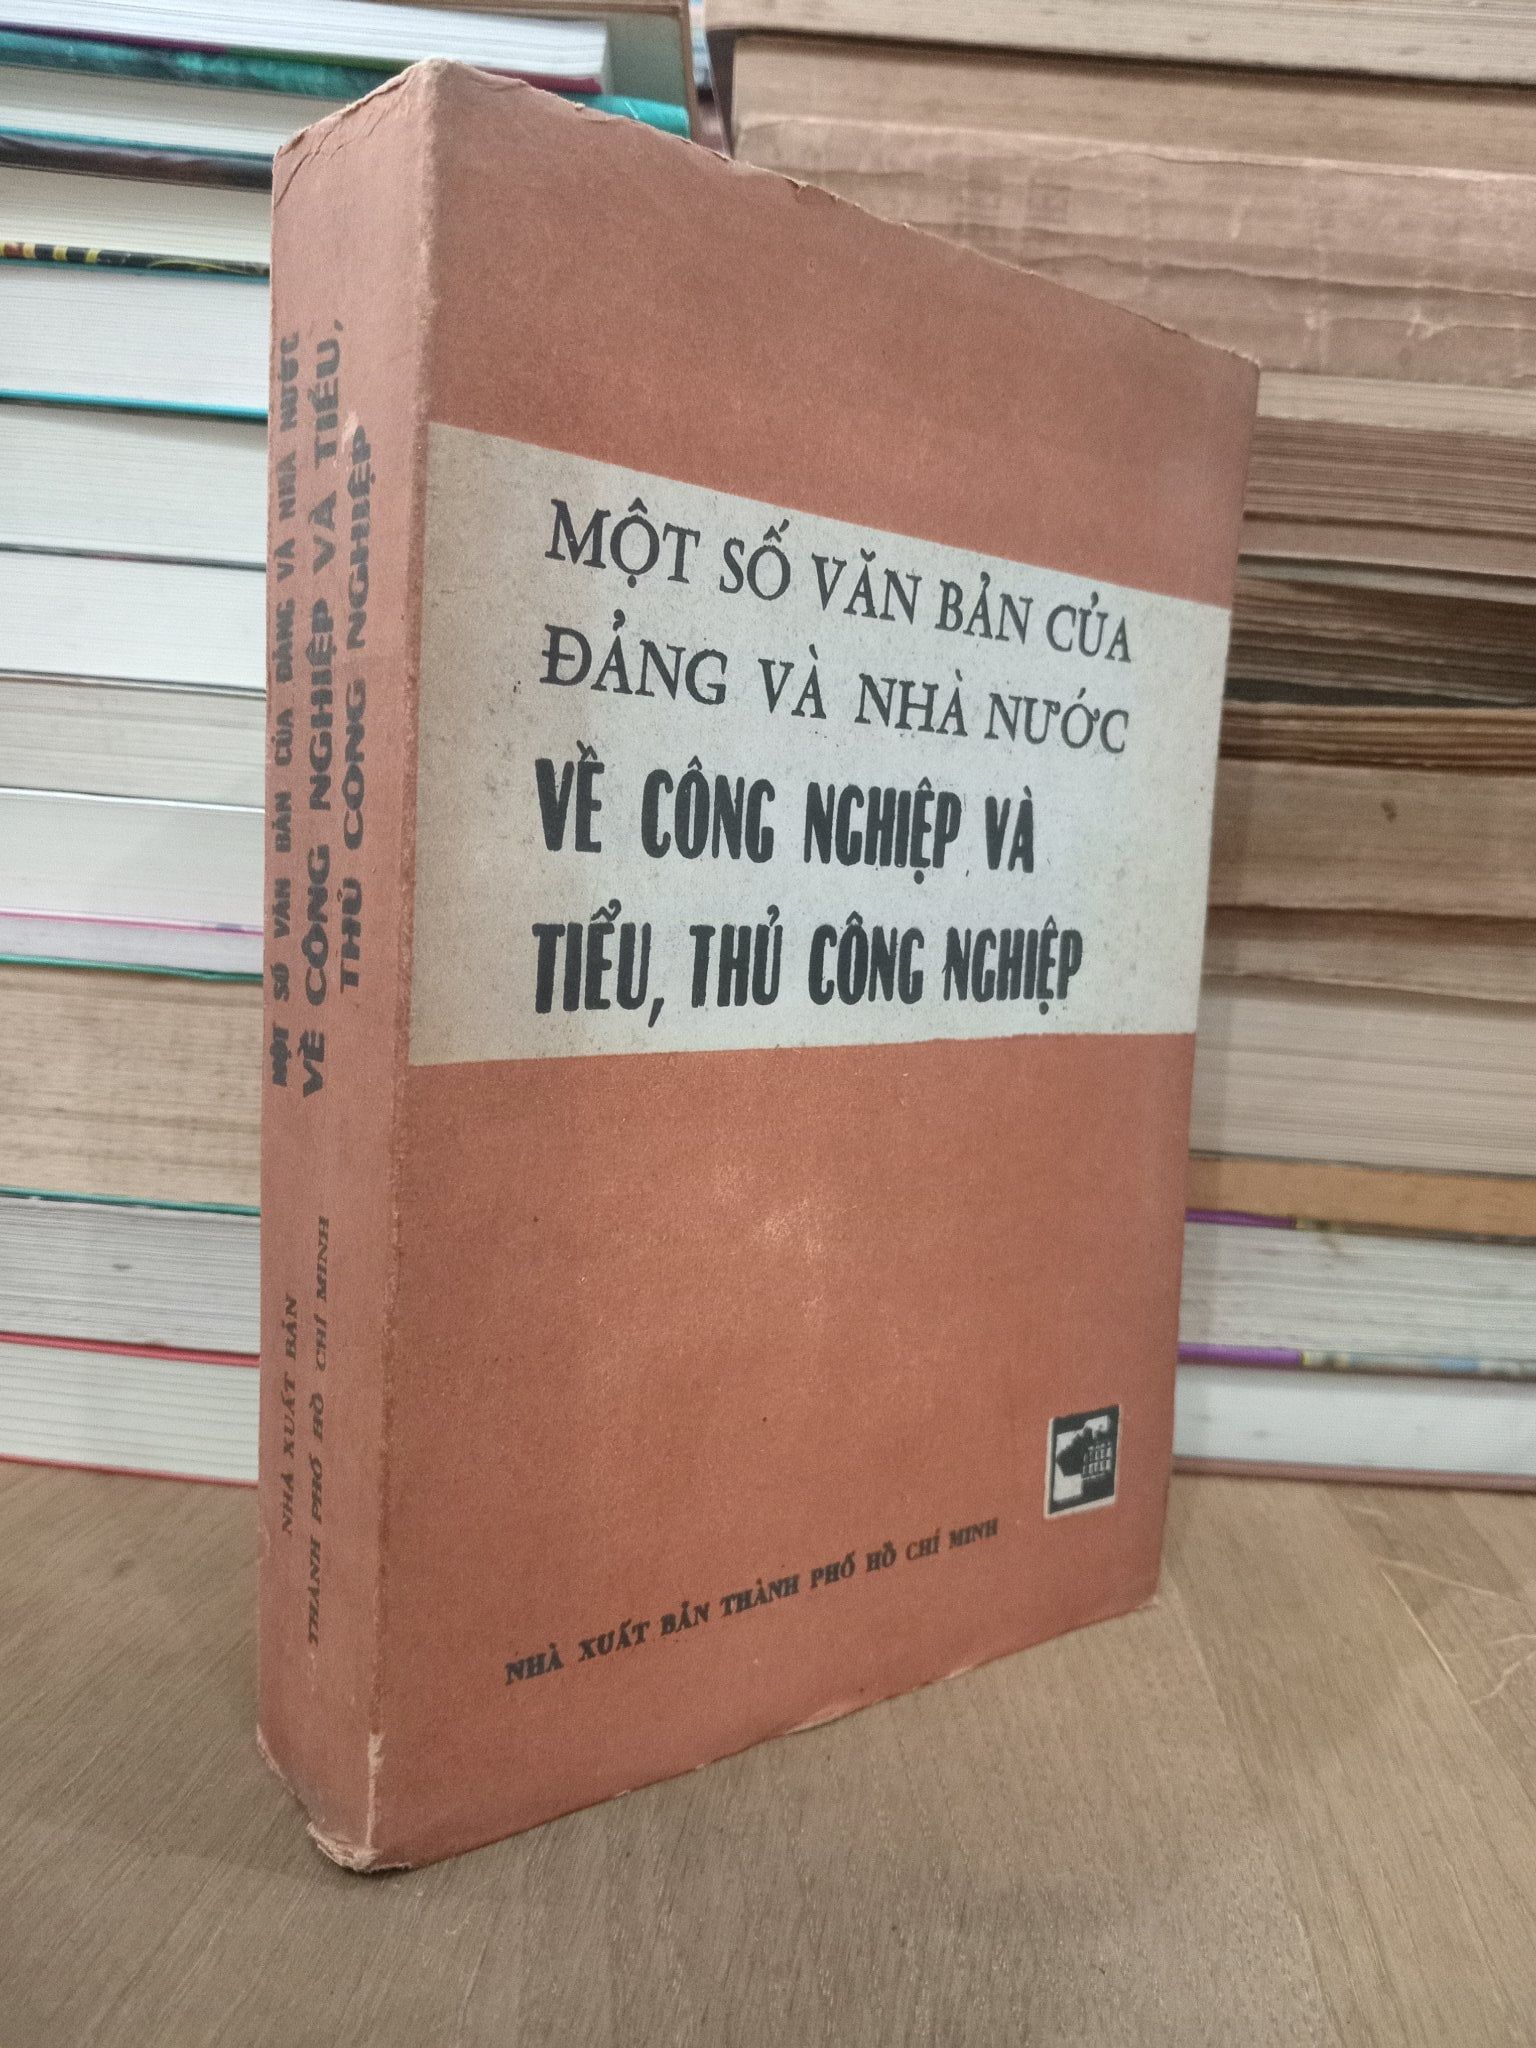 MỘT SỐ VĂN BẢN CỦA ĐẢNG VÀ NHÀ NƯỚC
VỀ CÔNG NGHIỆP VÀ TIỂU,
THỦ CÔNG NGHIỆP
NHÀ XUẤT BẢN
THÀNH PHỐ HỒ CHÍ MINH
MỘT SỐ VĂN BẢN CỦA
ĐẢNG VÀ NHÀ NƯỚC
VỀ CÔNG NGHIỆP VÀ
TIỂU, THỦ CÔNG NGHIỆP
NHÀ XUẤT BẢN THÀNH PHỐ HỒ CHÍ MINH